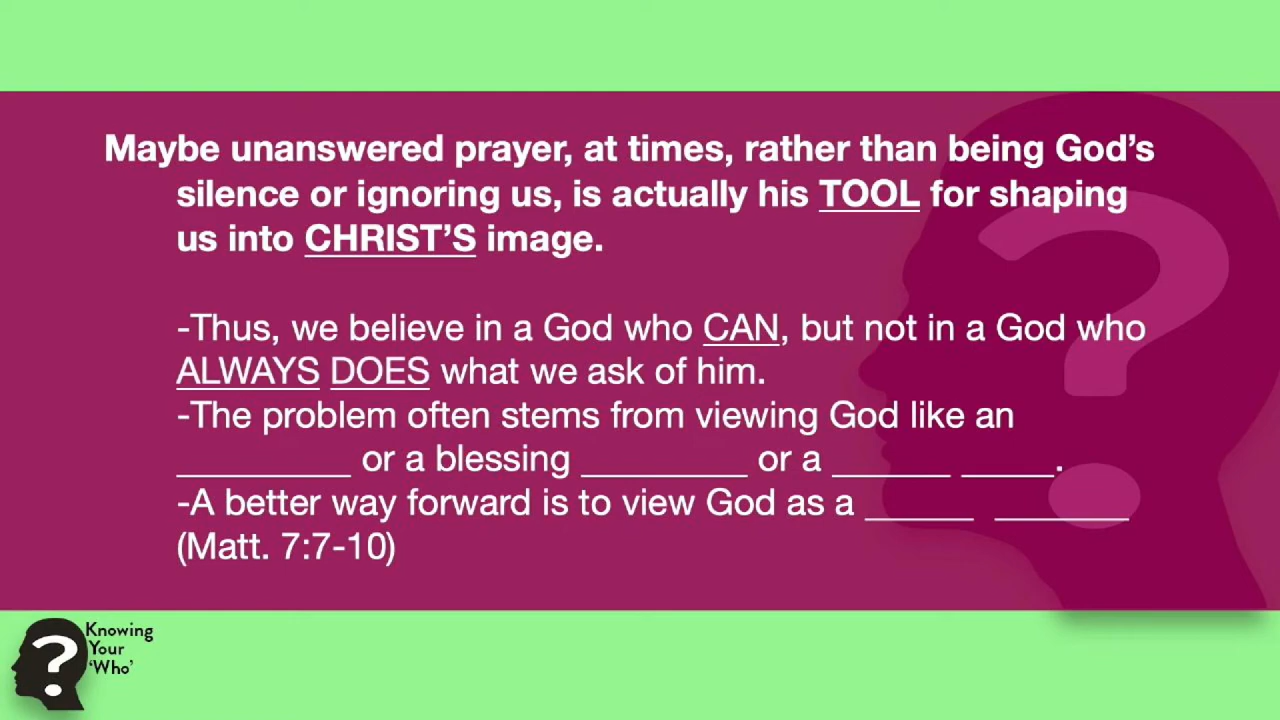 Maybe unanswered prayer, at times, rather than being God’s
silence or ignoring us, is actually his TOOL for shaping
us into CHRIST’S image.
-Thus, we believe in a God who CAN, but not in a God who
ALWAYS DOES what we ask of him.
-The problem often stems from viewing God like an
__________ or a blessing __________ or a _______ _____.
-A better way forward is to view God as a ______ ________
(Matt. 7:7-10)
Knowing
Your
‘Who’